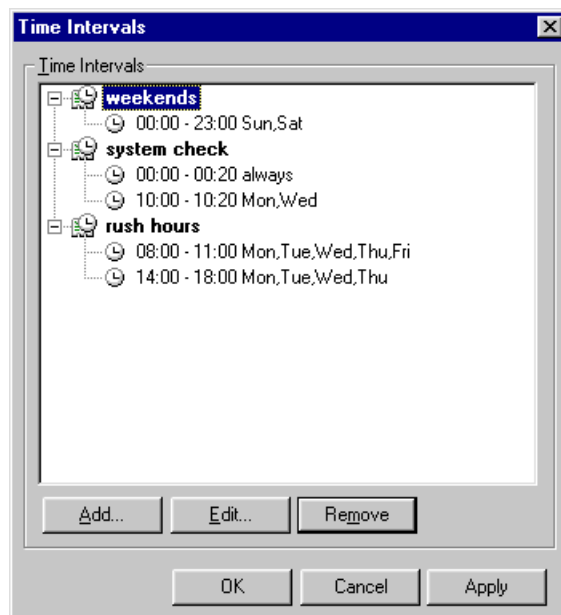 Time Intervals
Time Intervals
weekends
00:00 - 23:00 Sun,Sat
system check
00:00 - 00:20 always
10:00 - 10:20 Mon,Wed
rush hours
08:00 - 11:00 Mon,Tue,Wed,Thu,Fri
14:00 - 18:00 Mon,Tue,Wed,Thu
Add... Edit... Remove
OK Cancel Apply